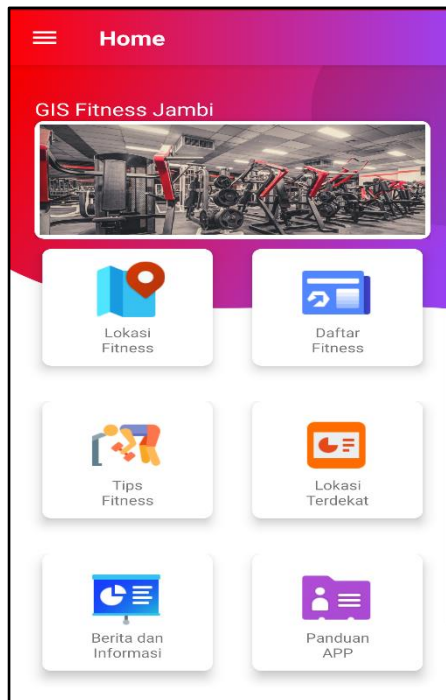 Home
GIS Fitness Jambi
Lokasi
Fitness
Daftar
Fitness
Tips
Fitness
Lokasi
Terdekat
Berita dan
Informasi
Panduan
APP